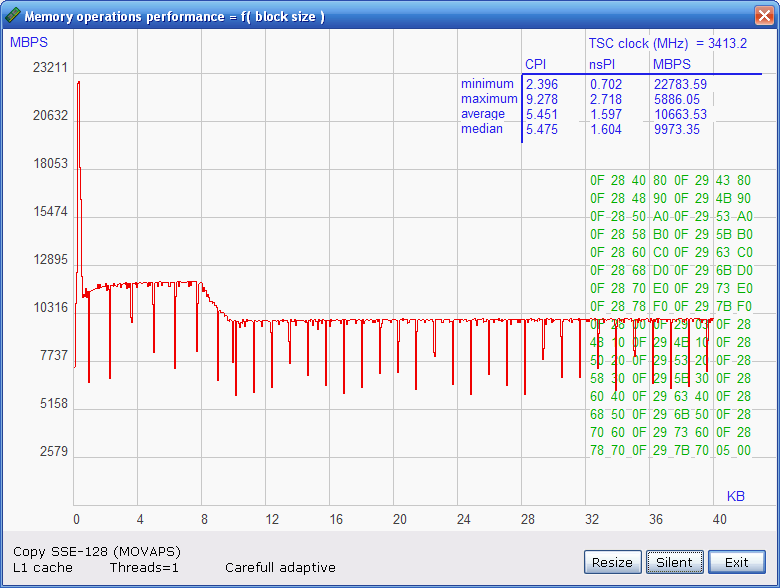 Memory operations performance = f( block size )
MBPS
TSC clock (MHz) = 3413.2
CPI nsPI MBPS
minimum 2.396 0.702 22783.59
maximum 9.278 2.718 5886.05
average 5.451 1.597 10663.53
median 5.475 1.604 9973.35
23211
20632
18053
15474
12895
10316
7737
5158
2579
0F 28 40 80 0F 29 43 80
0F 28 48 90 0F 29 4B 90
0F 28 50 A0 0F 29 53 A0
0F 28 58 B0 0F 29 5B B0
0F 28 60 C0 0F 29 63 C0
0F 28 68 D0 0F 29 6B D0
0F 28 70 E0 0F 29 73 E0
0F 28 78 F0 0F 29 7B F0
0F 28 00 0F 29 03 0F 28
48 10 0F 29 4B 10 0F 28
50 20 0F 29 53 20 0F 28
58 30 0F 29 5B 30 0F 28
60 40 0F 29 63 40 0F 28
68 50 0F 29 6B 50 0F 28
70 60 0F 29 73 60 0F 28
78 70 0F 29 7B 70 05 00
KB
0 4 8 12 16 20 24 28 32 36 40
Copy SSE-128 (MOVAPS)
L1 cache Threads=1 Carefull adaptive
Resize Silent Exit